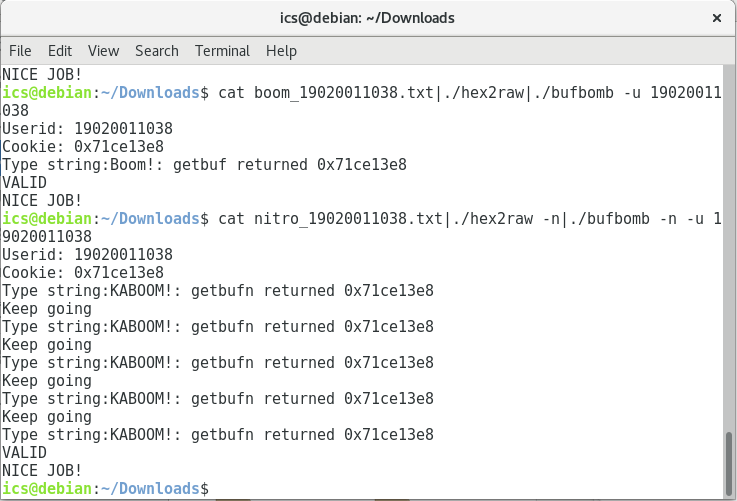 ics@debian: ~/Downloads
File Edit View Search Terminal Help
NICE JOB!
ics@debian:~/Downloads$ cat boom_19020011038.txt|./hex2raw|./bufbomb -u 19020011
038
Userid: 19020011038
Cookie: 0x71ce13e8
Type string:Boom!: getbuf returned 0x71ce13e8
VALID
NICE JOB!
ics@debian:~/Downloads$ cat nitro_19020011038.txt|./hex2raw -n|./bufbomb -n -u 1
9020011038
Userid: 19020011038
Cookie: 0x71ce13e8
Type string:KABOOM!: getbufn returned 0x71ce13e8
Keep going
Type string:KABOOM!: getbufn returned 0x71ce13e8
Keep going
Type string:KABOOM!: getbufn returned 0x71ce13e8
Keep going
Type string:KABOOM!: getbufn returned 0x71ce13e8
Keep going
Type string:KABOOM!: getbufn returned 0x71ce13e8
VALID
NICE JOB!
ics@debian:~/Downloads$